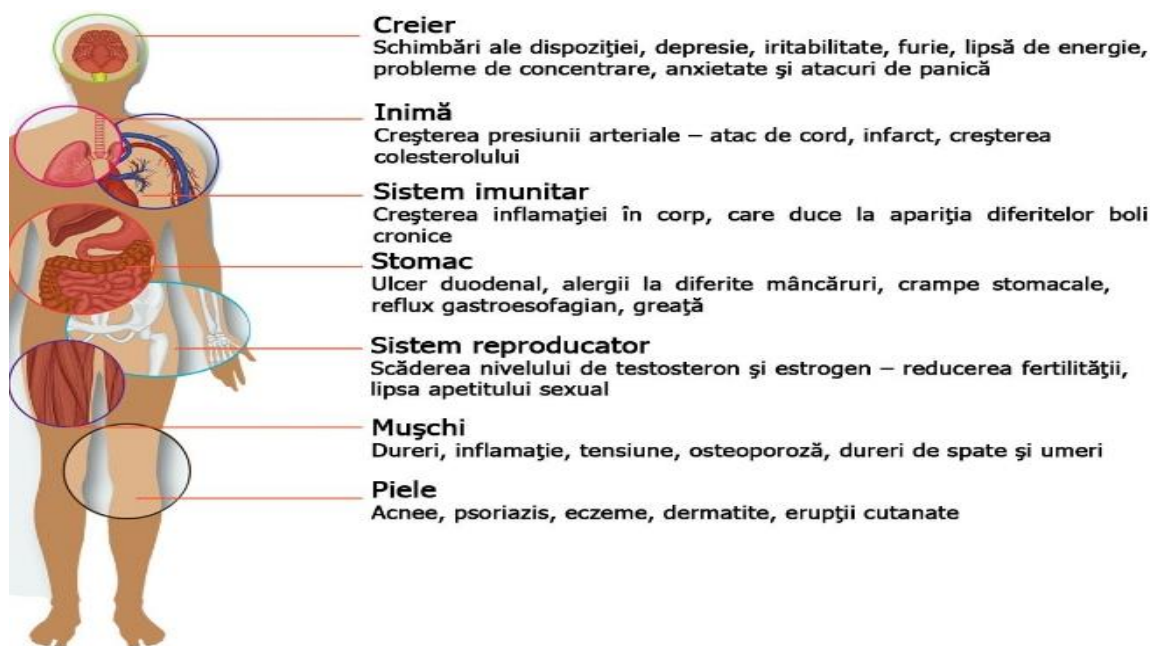 Creier
Schimbări ale dispoziţiei, depresie, iritabilitate, furie, lipsă de energie,
probleme de concentrare, anxietate şi atacuri de panică
Inimă
Creşterea presiunii arteriale – atac de cord, infarct, creşterea
colesterolului
Sistem imunitar
Creşterea inflamaţiei în corp, care duce la apariţia diferitelor boli
cronice
Stomac
Ulcer duodenal, alergii la diferite mâncăruri, crampe stomacale,
reflux gastroesofagian, greaţă
Sistem reproducator
Scăderea nivelului de testosteron şi estrogen – reducerea fertilităţii,
lipsa apetitului sexual
Muşchi
Dureri, inflamaţie, tensiune, osteoporoză, dureri de spate şi umeri
Piele
Acnee, psoriazis, eczeme, dermatite, erupţii cutanate